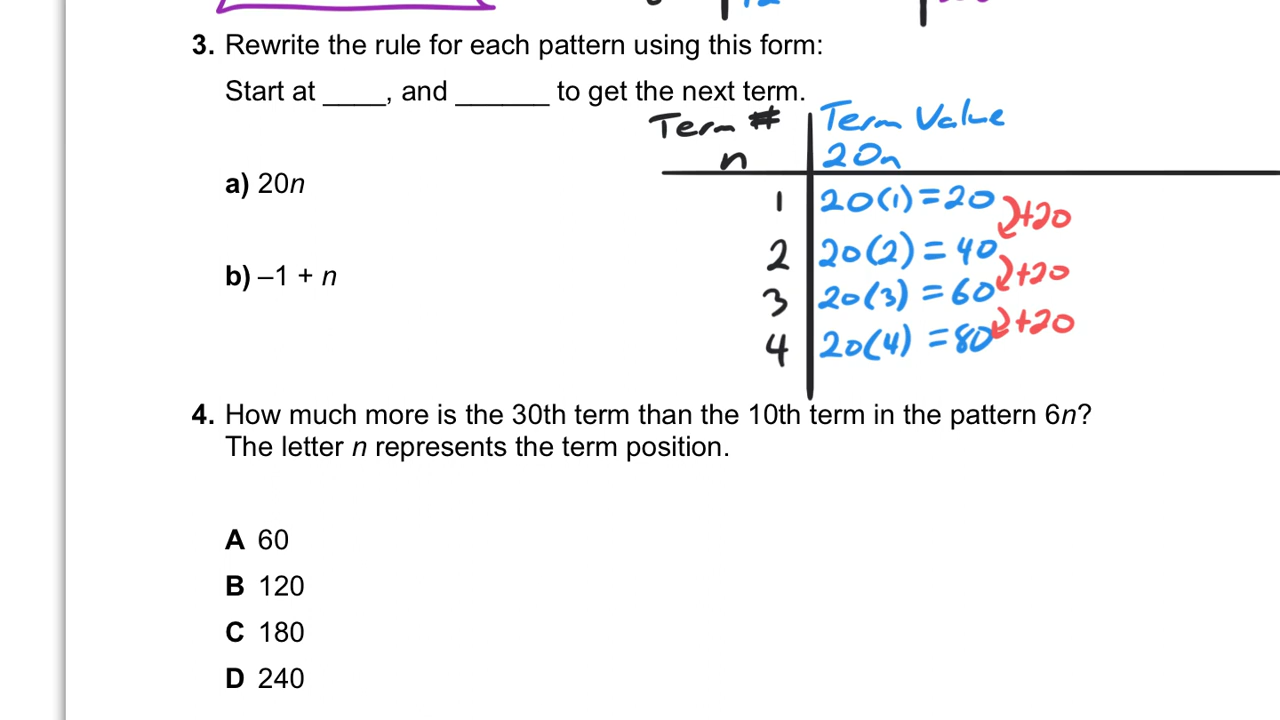 3. Rewrite the rule for each pattern using this form:
Start at ____, and ______ to get the next term.
Term # Term Value
n 20n
a) 20n
1 20(1) = 20 +20
2 20(2) = 40 +20
b) –1 + n
3 20(3) = 60 +20
4 20(4) = 80
4. How much more is the 30th term than the 10th term in the pattern 6n?
The letter n represents the term position.
A 60
B 120
C 180
D 240